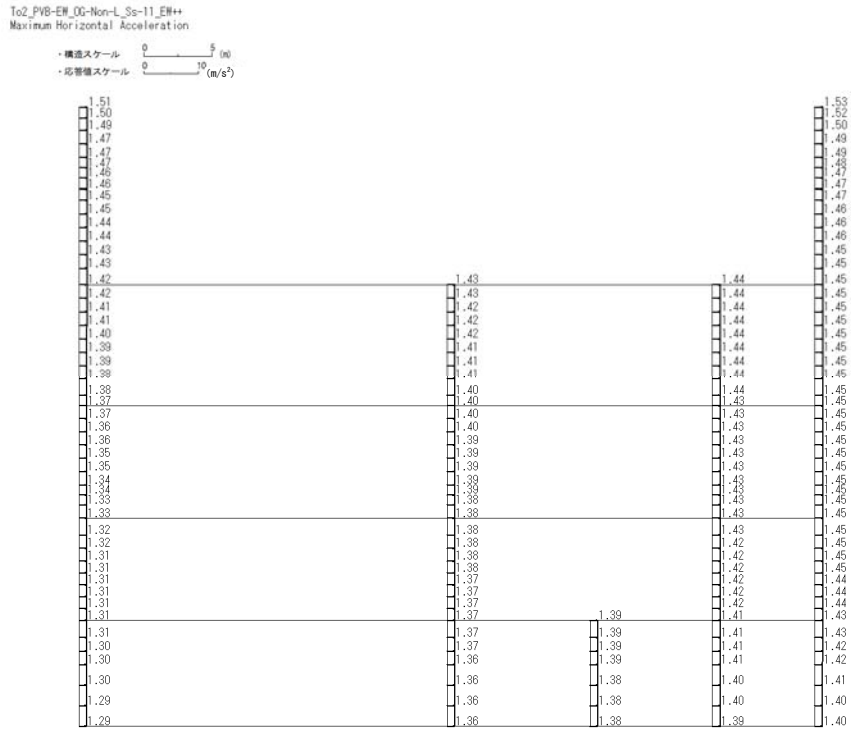 To2_PVB-EW_OG-Non-L_Ss-11_EW++
Maximum Horizontal Acceleration
・構造スケール 0 5 (m)
・応答値スケール 0 10 (m/s²)
1.51 1.53
1.50 1.52
1.49 1.50
1.47 1.49
1.47 1.49
1.47 1.48
1.46 1.47
1.46 1.47
1.45 1.47
1.45 1.46
1.44 1.46
1.44 1.46
1.43 1.45
1.43 1.45
1.42 1.43 1.44 1.45
1.42 1.43 1.44 1.45
1.41 1.42 1.44 1.45
1.41 1.42 1.44 1.45
1.40 1.42 1.44 1.45
1.39 1.41 1.44 1.45
1.39 1.41 1.44 1.45
1.38 1.41 1.44 1.45
1.38 1.40 1.44 1.45
1.37 1.40 1.43 1.45
1.37 1.40 1.43 1.45
1.36 1.40 1.43 1.45
1.36 1.39 1.43 1.45
1.35 1.39 1.43 1.45
1.35 1.39 1.43 1.45
1.34 1.39 1.43 1.45
1.34 1.39 1.43 1.45
1.33 1.38 1.43 1.45
1.33 1.38 1.43 1.45
1.32 1.38 1.43 1.45
1.32 1.38 1.42 1.45
1.31 1.38 1.42 1.45
1.31 1.38 1.42 1.45
1.31 1.37 1.42 1.44
1.31 1.37 1.42 1.44
1.31 1.37 1.42 1.44
1.31 1.37 1.39 1.41 1.43
1.31 1.37 1.39 1.41 1.43
1.30 1.37 1.39 1.41 1.42
1.30 1.36 1.39 1.41 1.42
1.30 1.36 1.38 1.40 1.41
1.29 1.36 1.38 1.40 1.40
1.29 1.36 1.38 1.39 1.40